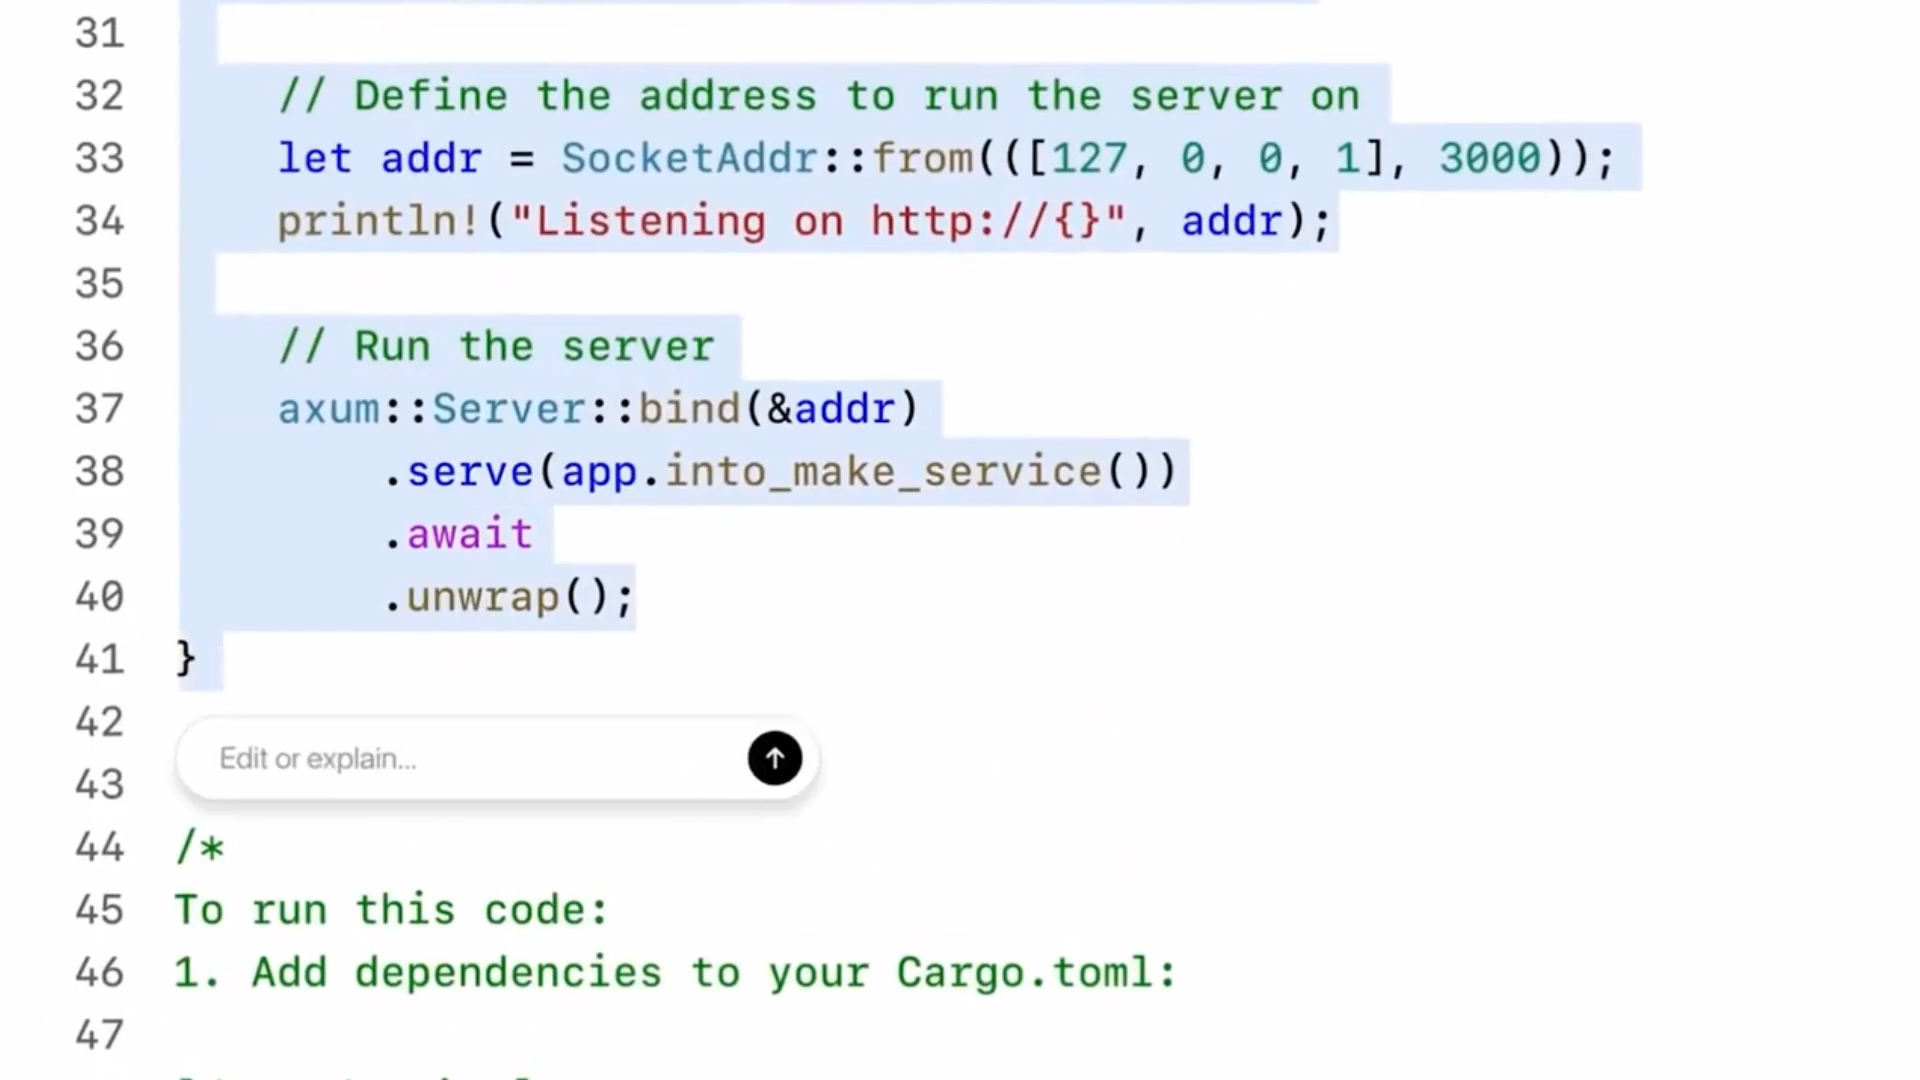 31
32 // Define the address to run the server on
33 let addr = SocketAddr::from(([127, 0, 0, 1], 3000));
34 println!("Listening on http://{}", addr);
35
36 // Run the server
37 axum::Server::bind(&addr)
38 .serve(app.into_make_service())
39 .await
40 .unwrap();
41 }
42
Edit or explain...
43
44 /*
45 To run this code:
46 1. Add dependencies to your Cargo.toml:
47